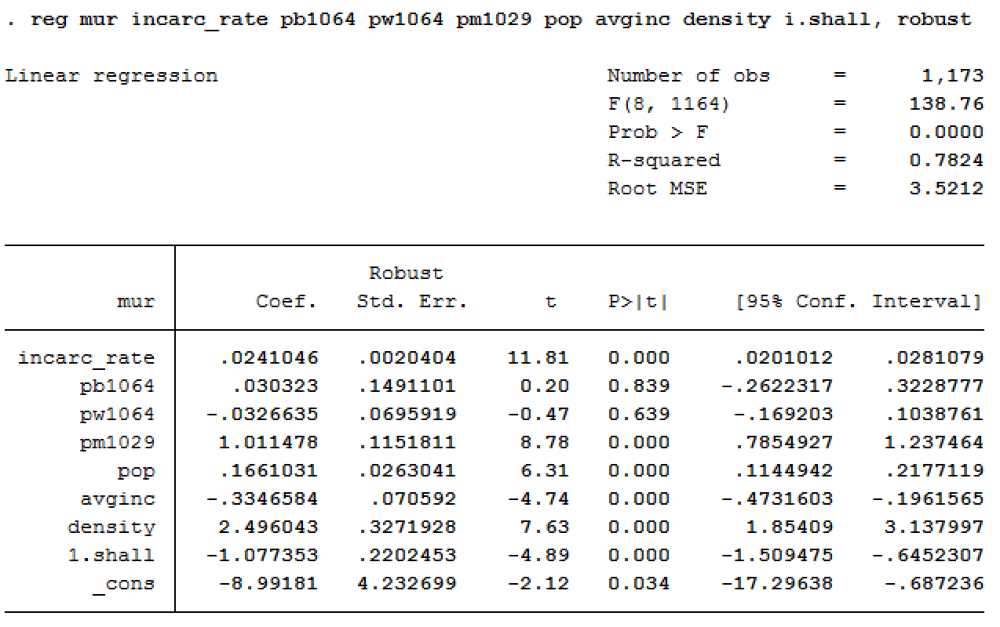 . reg mur incarc_rate pb1064 pw1064 pm1029 pop avginc density i.shall, robust
Linear regression Number of obs = 1,173
F(8, 1164) = 138.76
Prob > F = 0.0000
R-squared = 0.7824
Root MSE = 3.5212
Robust
mur Coef. Std. Err. t P>|t| [95% Conf. Interval]
incarc_rate .0241046 .0020404 11.81 0.000 .0201012 .0281079
pb1064 .030323 .1491101 0.20 0.839 -.2622317 .3228777
pw1064 -.0326635 .0695919 -0.47 0.639 -.169203 .1038761
pm1029 1.011478 .1151811 8.78 0.000 .7854927 1.237464
pop .1661031 .0263041 6.31 0.000 .1144942 .2177119
avginc -.3346584 .070592 -4.74 0.000 -.4731603 -.1961565
density 2.496043 .3271928 7.63 0.000 1.85409 3.137997
1.shall -1.077353 .2202453 -4.89 0.000 -1.509475 -.6452307
_cons -8.99181 4.232699 -2.12 0.034 -17.29638 -.687236